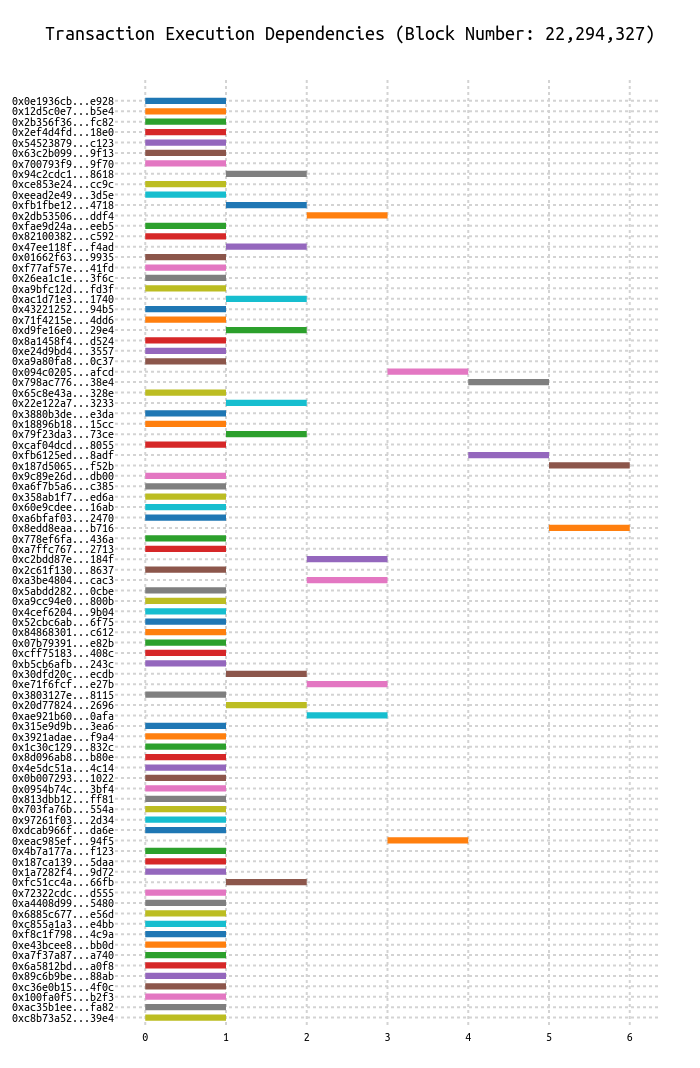 Transaction Execution Dependencies (Block Number: 22,294,327)
0x0e1936cb...e928
0x12d5c0e7...b5e4
0x2b356f36...fc82
0x2ef4d4fd...18e0
0x54523879...c123
0x63c2b099...9f13
0x700793f9...9f70
0x94c2cdc1...8618
0xce853e24...cc9c
0xeead2e49...3d5e
0xfb1fbe12...4718
0x2db53506...ddf4
0xfae9d24a...eeb5
0x82100382...c592
0x47ee118f...f4ad
0x01662f63...9935
0xf77af57e...41fd
0x26ea1c1e...3f6c
0xa9bfc12d...fd3f
0xac1d71e3...1740
0x43221252...94b5
0x71f4215e...4dd6
0xd9fe16e0...29e4
0x8a1458f4...d524
0xe24d9bd4...3557
0xa9a80fa8...0c37
0x094c0205...afcd
0x798ac776...38e4
0x65c8e43a...328e
0x22e122a7...3233
0x3880b3de...e3da
0x18896b18...15cc
0x79f23da3...73ce
0xcaf04dcd...8055
0xfb6125ed...8adf
0x187d5065...f52b
0x9c89e26d...db00
0xa6f7b5a6...c385
0x358ab1f7...ed6a
0x60e9cdee...16ab
0xa6bfaf03...2470
0x8edd8eaa...b716
0x778ef6fa...436a
0xa7ffc767...2713
0xc2bdd87e...184f
0x2c61f130...8637
0xa3be4804...cac3
0x5abdd282...0cbe
0xa9cc94e0...800b
0x4cef6204...9b04
0x52cbc6ab...6f75
0x84868301...c612
0x07b79391...e82b
0xcff75183...408c
0xb5cb6afb...243c
0x30dfd20c...ecdb
0xe71f6fcf...e27b
0x3803127e...8115
0x20d77824...2696
0xae921b60...0afa
0x315e9d9b...3ea6
0x3921adae...f9a4
0x1c30c129...832c
0x8d096ab8...b80e
0x4e5dc51a...4c14
0x0b007293...1022
0x0954b74c...3bf4
0x813dbb12...ff81
0x703fa76b...554a
0x97261f03...2d34
0xdcab966f...da6e
0xeac985ef...94f5
0x4b7a177a...f123
0x187ca139...5daa
0x1a7282f4...9d72
0xfc51cc4a...66fb
0x72322cdc...d555
0xa4408d99...5480
0x6885c677...e56d
0xc855a1a3...e4bb
0xf8c1f798...4c9a
0xe43bcee8...bb0d
0xa7f37a87...a740
0x6a5812bd...a0f8
0x89c6b9be...88ab
0xc36e0b15...4f0c
0x100fa0f5...b2f3
0xac35b1ee...fa82
0xc8b73a52...39e4
0 1 2 3 4 5 6